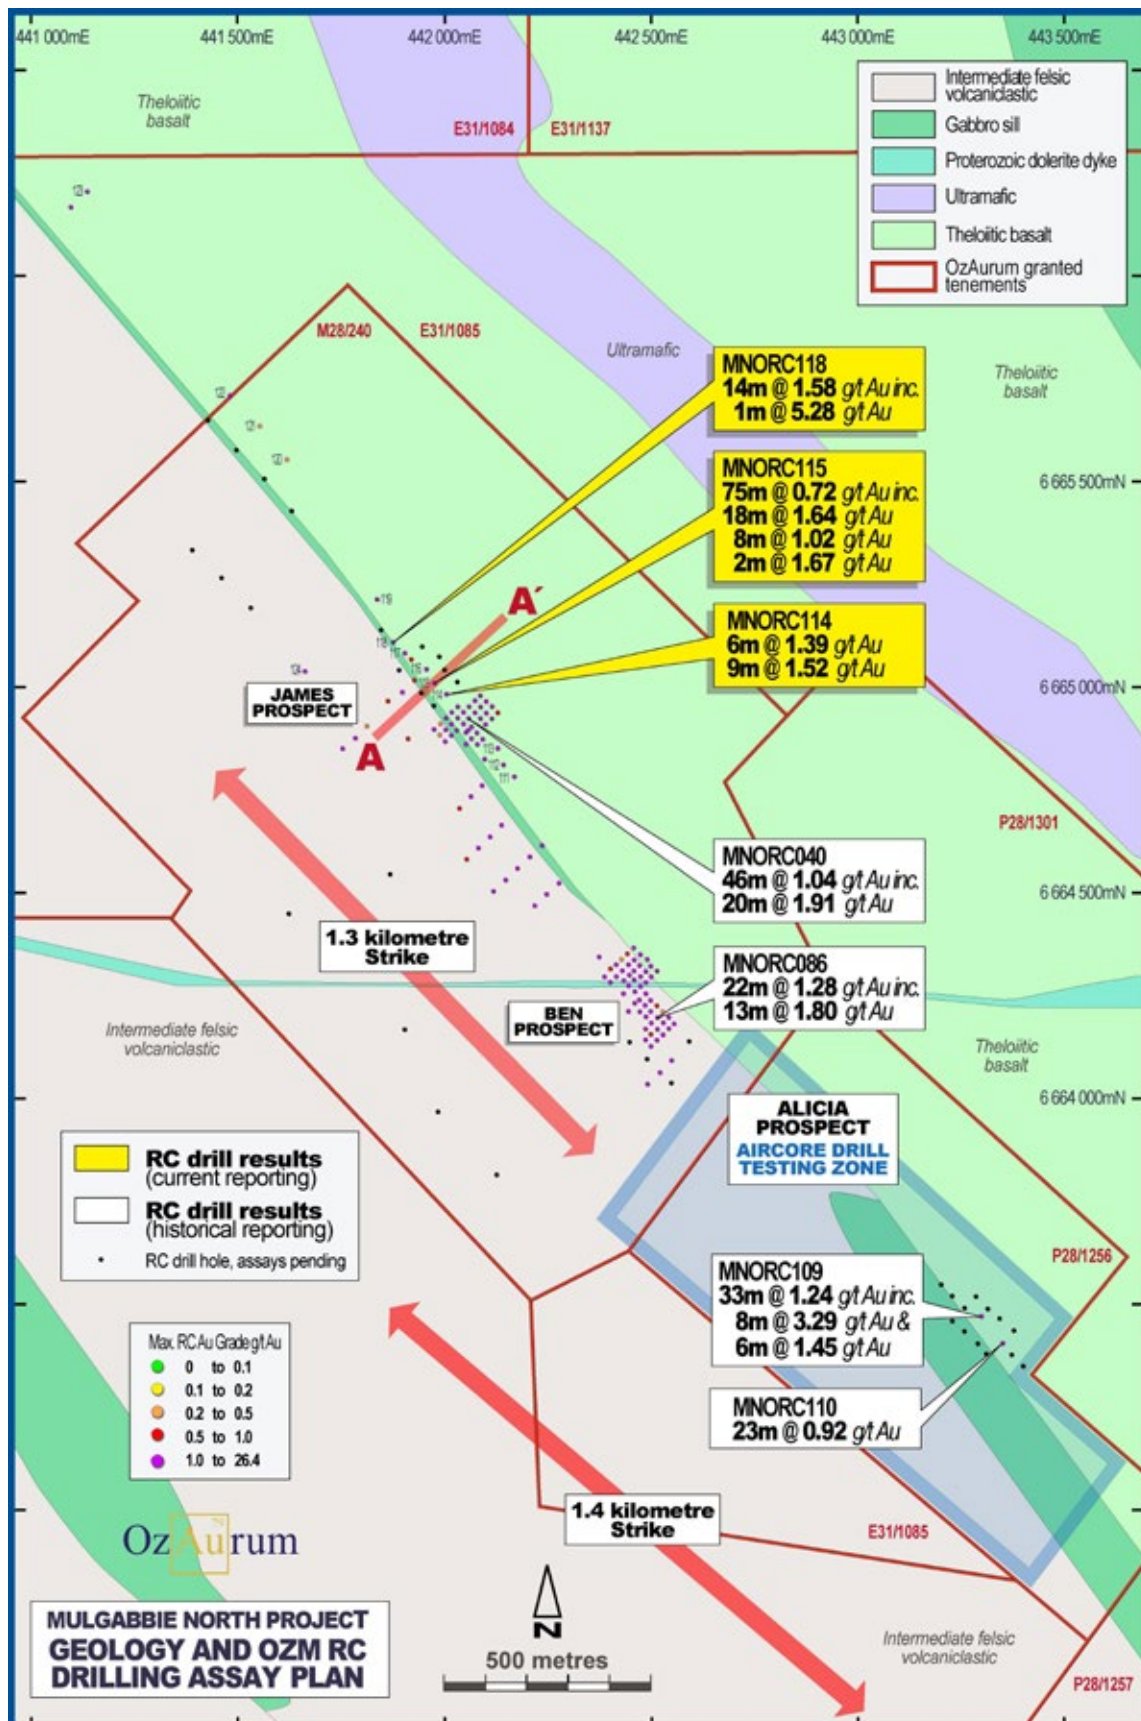 441 000mE
441 500mE
442 000mE
442 500mE
443 000mE
443 500mE
Theloiitic
basalt
E31/1084
E31/1137
Intermediate felsic
volcaniclastic
Gabbro sill
Proterozoic dolerite dyke
Ultramafic
Theloiitic basalt
OzAurum granted
tenements
M28/240
E31/1085
Ultramafic
Theloiitic
basalt
MNORC118
14m @ 1.58 g/t Au inc.
1m @ 5.28 g/t Au
MNORC115
75m @ 0.72 g/t Au inc.
18m @ 1.64 g/t Au
8m @ 1.02 g/t Au
2m @ 1.67 g/t Au
6 665 500mN
A´
MNORC114
6m @ 1.39 g/t Au
9m @ 1.52 g/t Au
6 665 000mN
119
JAMES
PROSPECT
A
111
P28/1301
MNORC040
46m @ 1.04 g/t Au inc.
20m @ 1.91 g/t Au
6 664 500mN
1.3 kilometre
Strike
MNORC086
22m @ 1.28 g/t Au inc.
13m @ 1.80 g/t Au
BEN
PROSPECT
Intermediate felsic
volcaniclastic
Theloiitic
basalt
6 664 000mN
ALICIA
PROSPECT
AIRCORE DRILL
TESTING ZONE
RC drill results
(current reporting)
RC drill results
(historical reporting)
RC drill hole, assays pending
P28/1256
MNORC109
33m @ 1.24 g/t Au inc.
8m @ 3.29 g/t Au &
6m @ 1.45 g/t Au
MNORC110
23m @ 0.92 g/t Au
Max RC Au Grade g/t Au
0 to 0.1
0.1 to 0.2
0.2 to 0.5
0.5 to 1.0
1.0 to 26.4
1.4 kilometre
Strike
E31/1085
79
OzAurum
MULGABBIE NORTH PROJECT
GEOLOGY AND OZM RC
DRILLING ASSAY PLAN
N
500 metres
Intermediate felsic
volcaniclastic
P28/1257